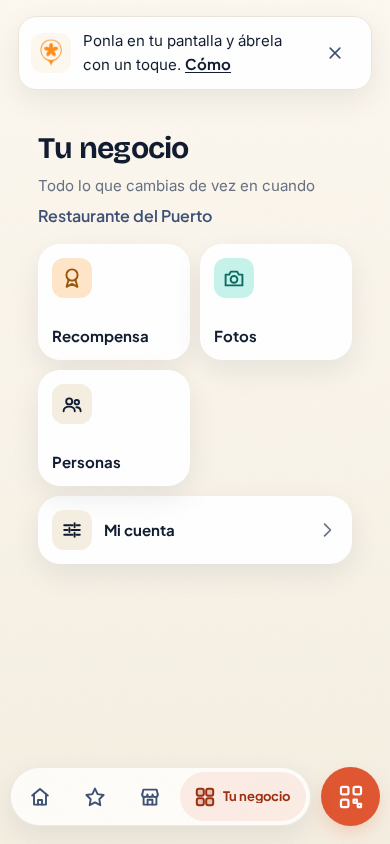 Ponla en tu pantalla y ábrela
con un toque. Cómo
Tu negocio
Todo lo que cambias de vez en cuando
Restaurante del Puerto
Recompensa
Fotos
Personas
Mi cuenta
Tu negocio